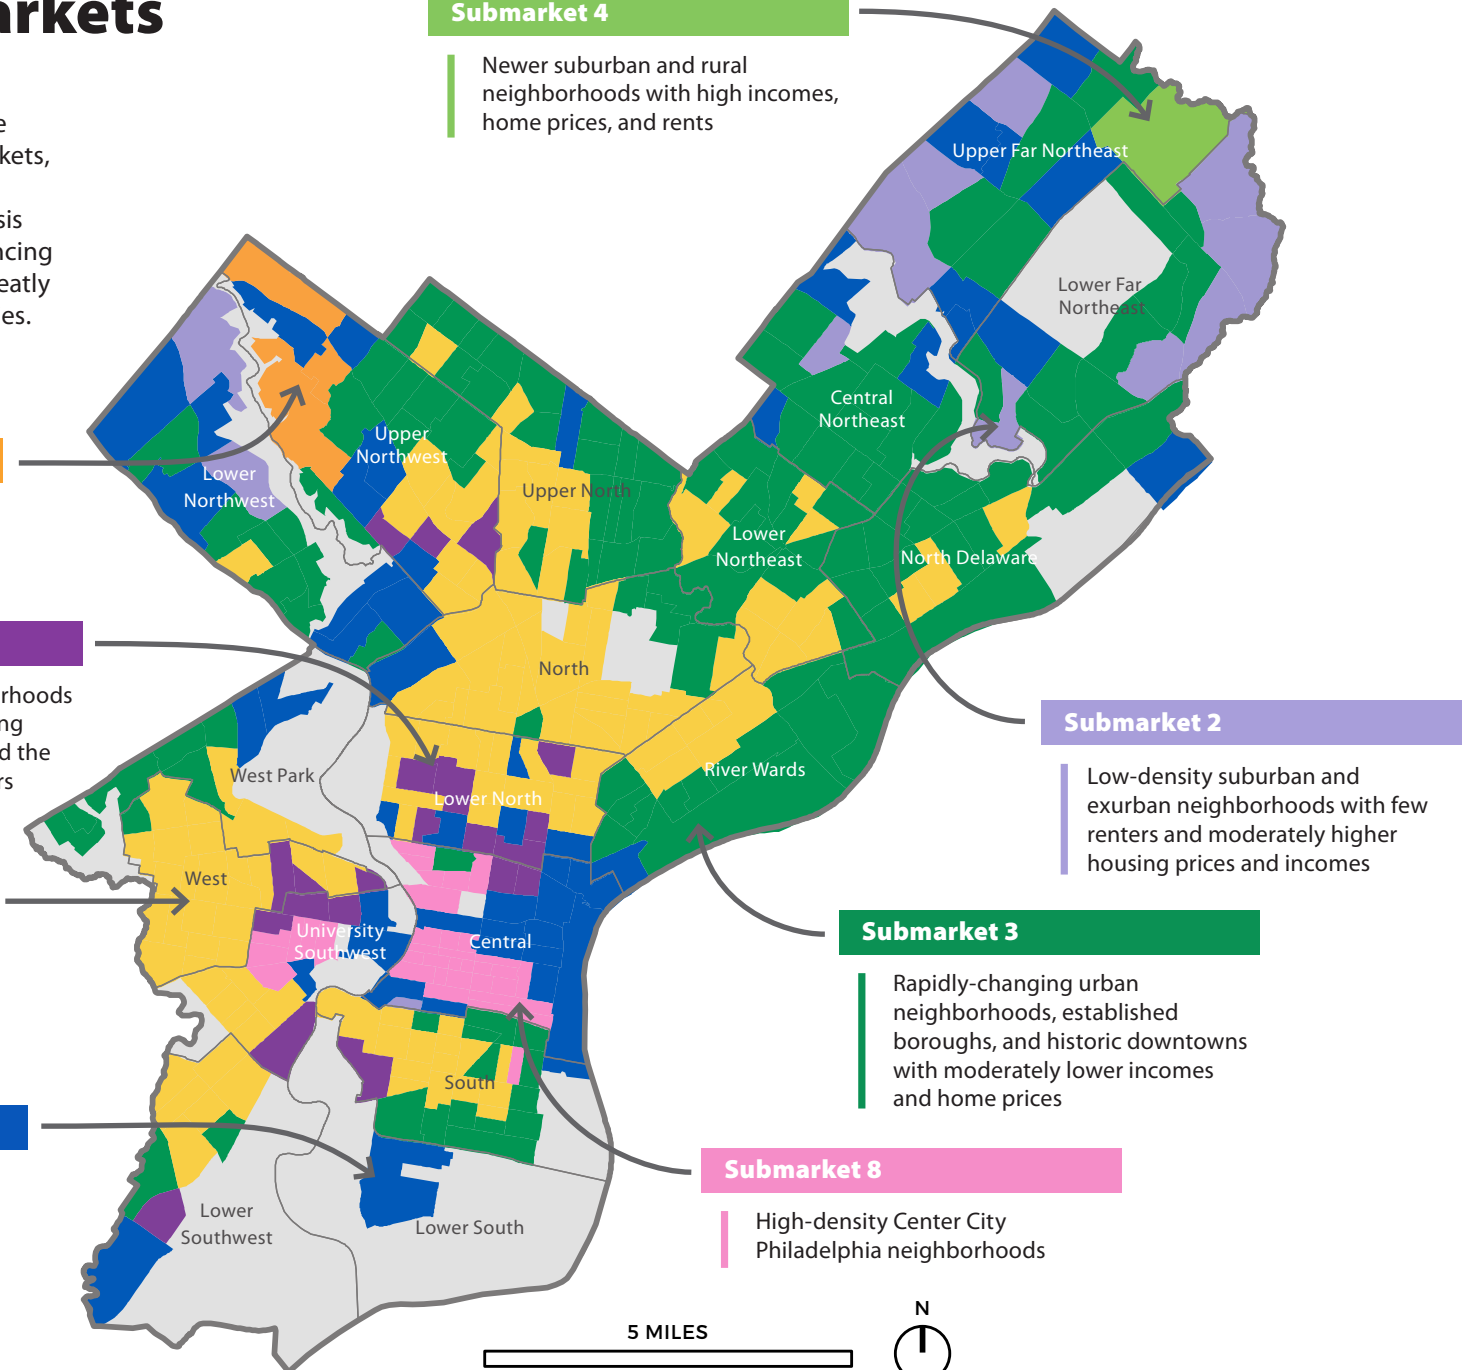 arkets
Submarket 4
Newer suburban and rural
neighborhoods with high incomes,
home prices, and rents
e
kets,
sis
ncing
eatly
es.
Upper Far Northeast
Lower Far
Northeast
Central
Northeast
Upper
Northwest
Lower
Northwest
Upper North
Lower
Northeast
North Delaware
North
rhoods
ng
d the
rs
Submarket 2
Low-density suburban and
exurban neighborhoods with few
renters and moderately higher
housing prices and incomes
West Park
River Wards
Lower North
West
University
Southwest
Central
Submarket 3
Rapidly-changing urban
neighborhoods, established
boroughs, and historic downtowns
with moderately lower incomes
and home prices
South
Submarket 8
High-density Center City
Philadelphia neighborhoods
Lower
Southwest
Lower South
5 MILES
N